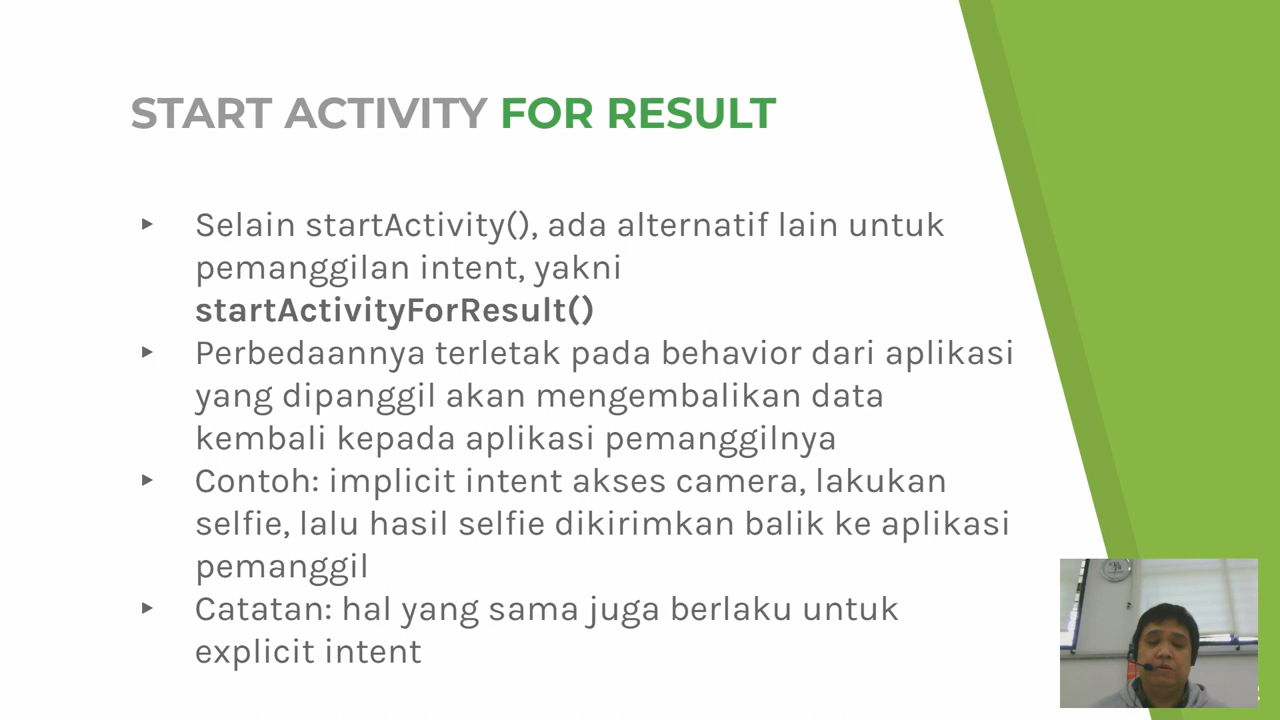 START ACTIVITY FOR RESULT
Selain startActivity(), ada alternatif lain untuk
pemanggilan intent, yakni
startActivityForResult()
Perbedaannya terletak pada behavior dari aplikasi
yang dipanggil akan mengembalikan data
kembali kepada aplikasi pemanggilnya
Contoh: implicit intent akses camera, lakukan
selfie, lalu hasil selfie dikirimkan balik ke aplikasi
pemanggil
Catatan: hal yang sama juga berlaku untuk
explicit intent